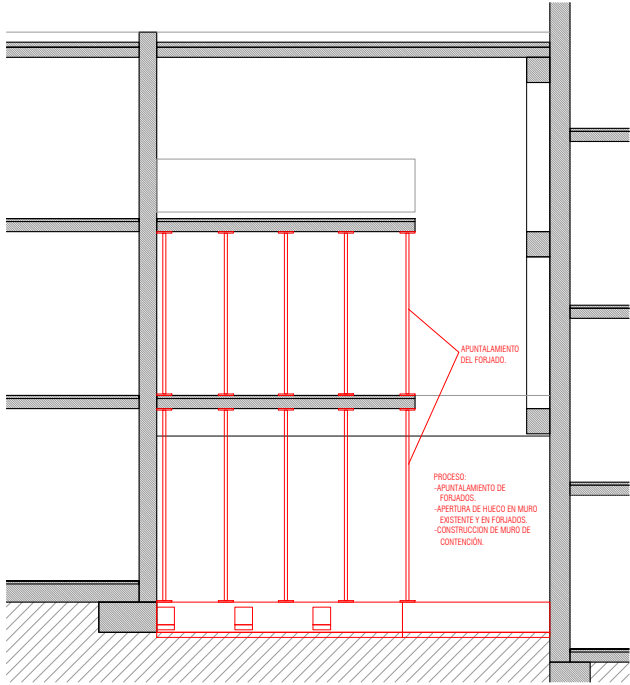 APUNTALAMIENTO
DEL FORJADO.
PROCESO:
-APUNTALAMIENTO DE
FORJADOS.
-APERTURA DE HUECO EN MURO
EXISTENTE Y EN FORJADOS.
-CONSTRUCCION DE MURO DE
CONTENCIÓN.